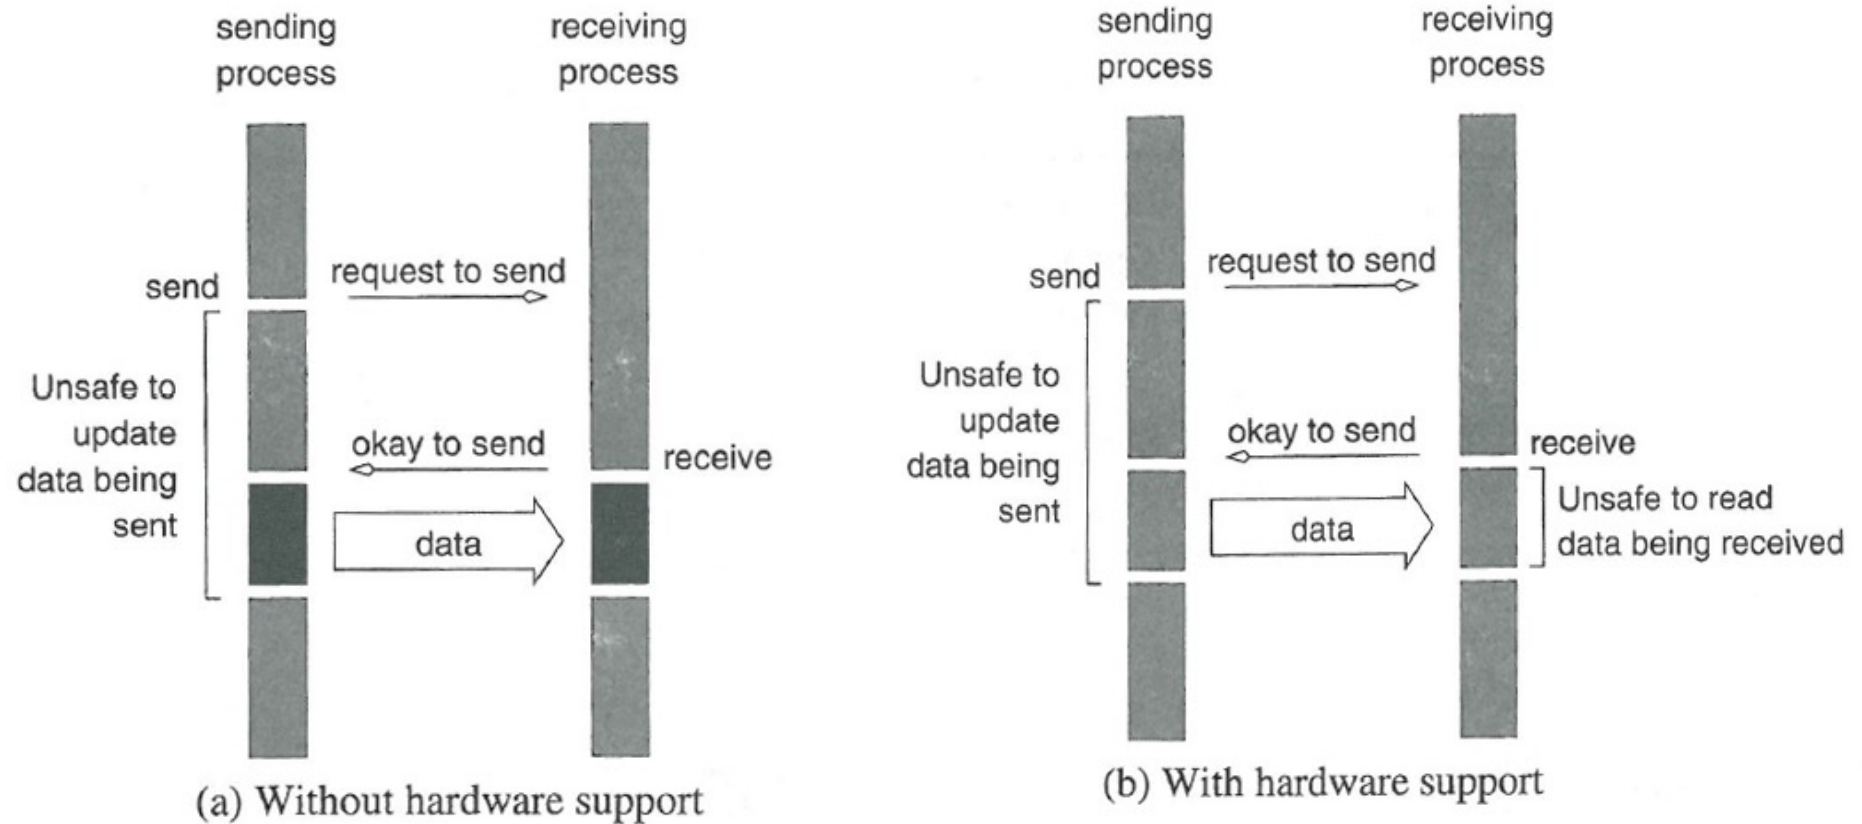 sending
process
receiving
process
send
request to send
Unsafe to
update
data being
sent
okay to send
receive
data
(a) Without hardware support
sending
process
receiving
process
send
request to send
Unsafe to
update
data being
sent
okay to send
receive
data
Unsafe to read
data being received
(b) With hardware support